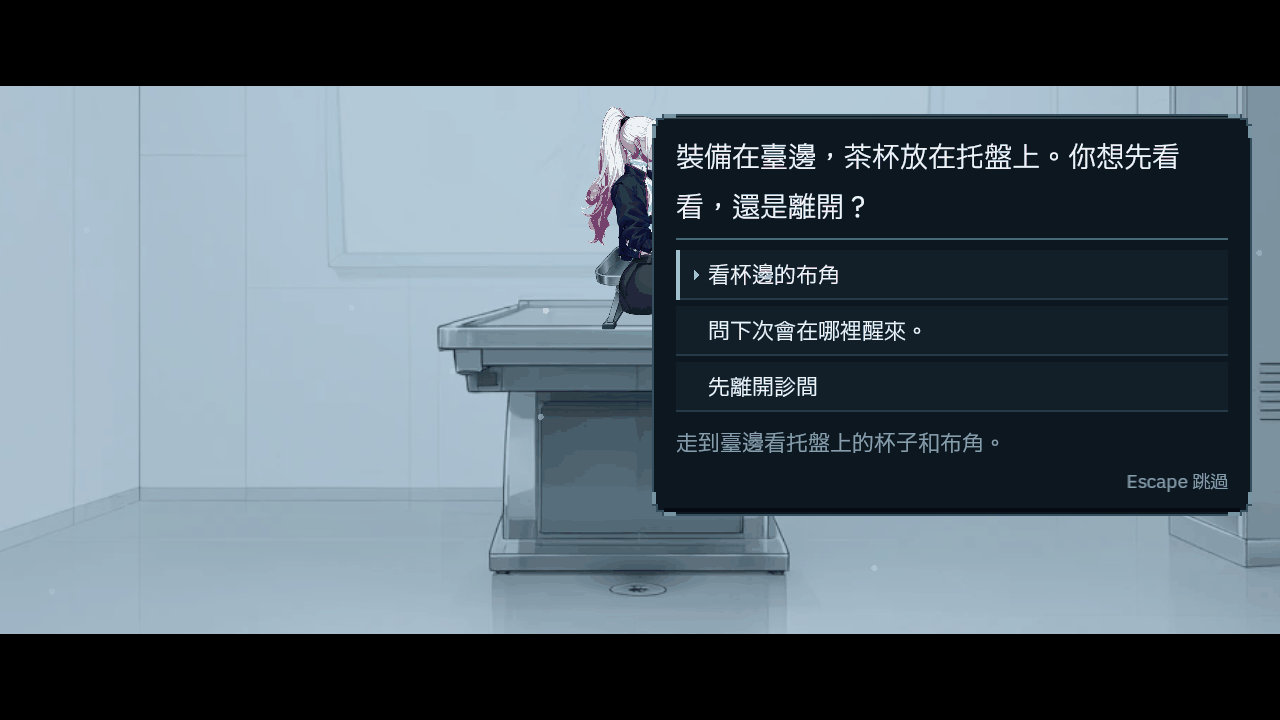 裝備在臺邊，茶杯放在托盤上。你想先看
看，還是離開？
看杯邊的布角
問下次會在哪裡醒來。
先離開診間
走到臺邊看托盤上的杯子和布角。
Escape 跳過